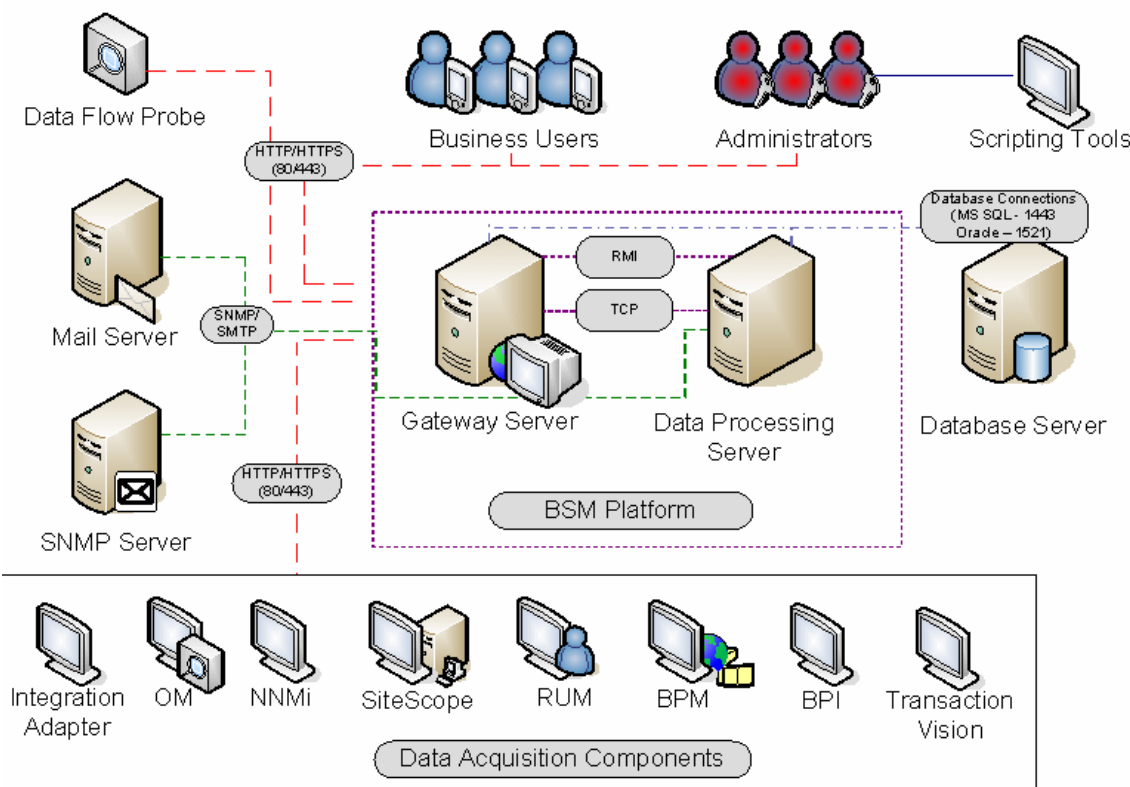 Data Flow Probe
Business Users
Administrators
Scripting Tools
HTTP/HTTPS
(80/443)
Database Connections
(MS SQL - 1443
Oracle – 1521)
RMI
TCP
SNMP/
SMTP
Mail Server
Gateway Server
Data Processing
Server
Database Server
HTTP/HTTPS
(80/443)
BSM Platform
SNMP Server
Integration
Adapter
OM
NNMi
SiteScope
RUM
BPM
BPI
Transaction
Vision
Data Acquisition Components